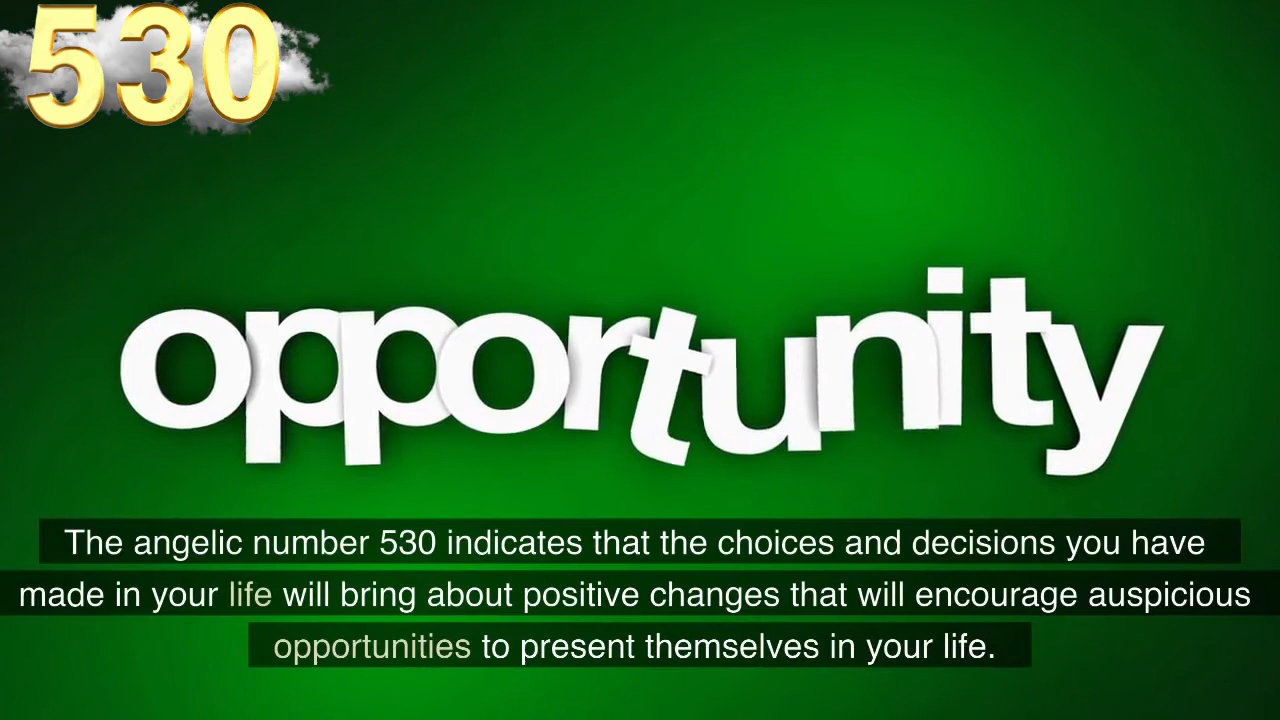 530
opportunity
The angelic number 530 indicates that the choices and decisions you have
made in your life will bring about positive changes that will encourage auspicious
opportunities to present themselves in your life.